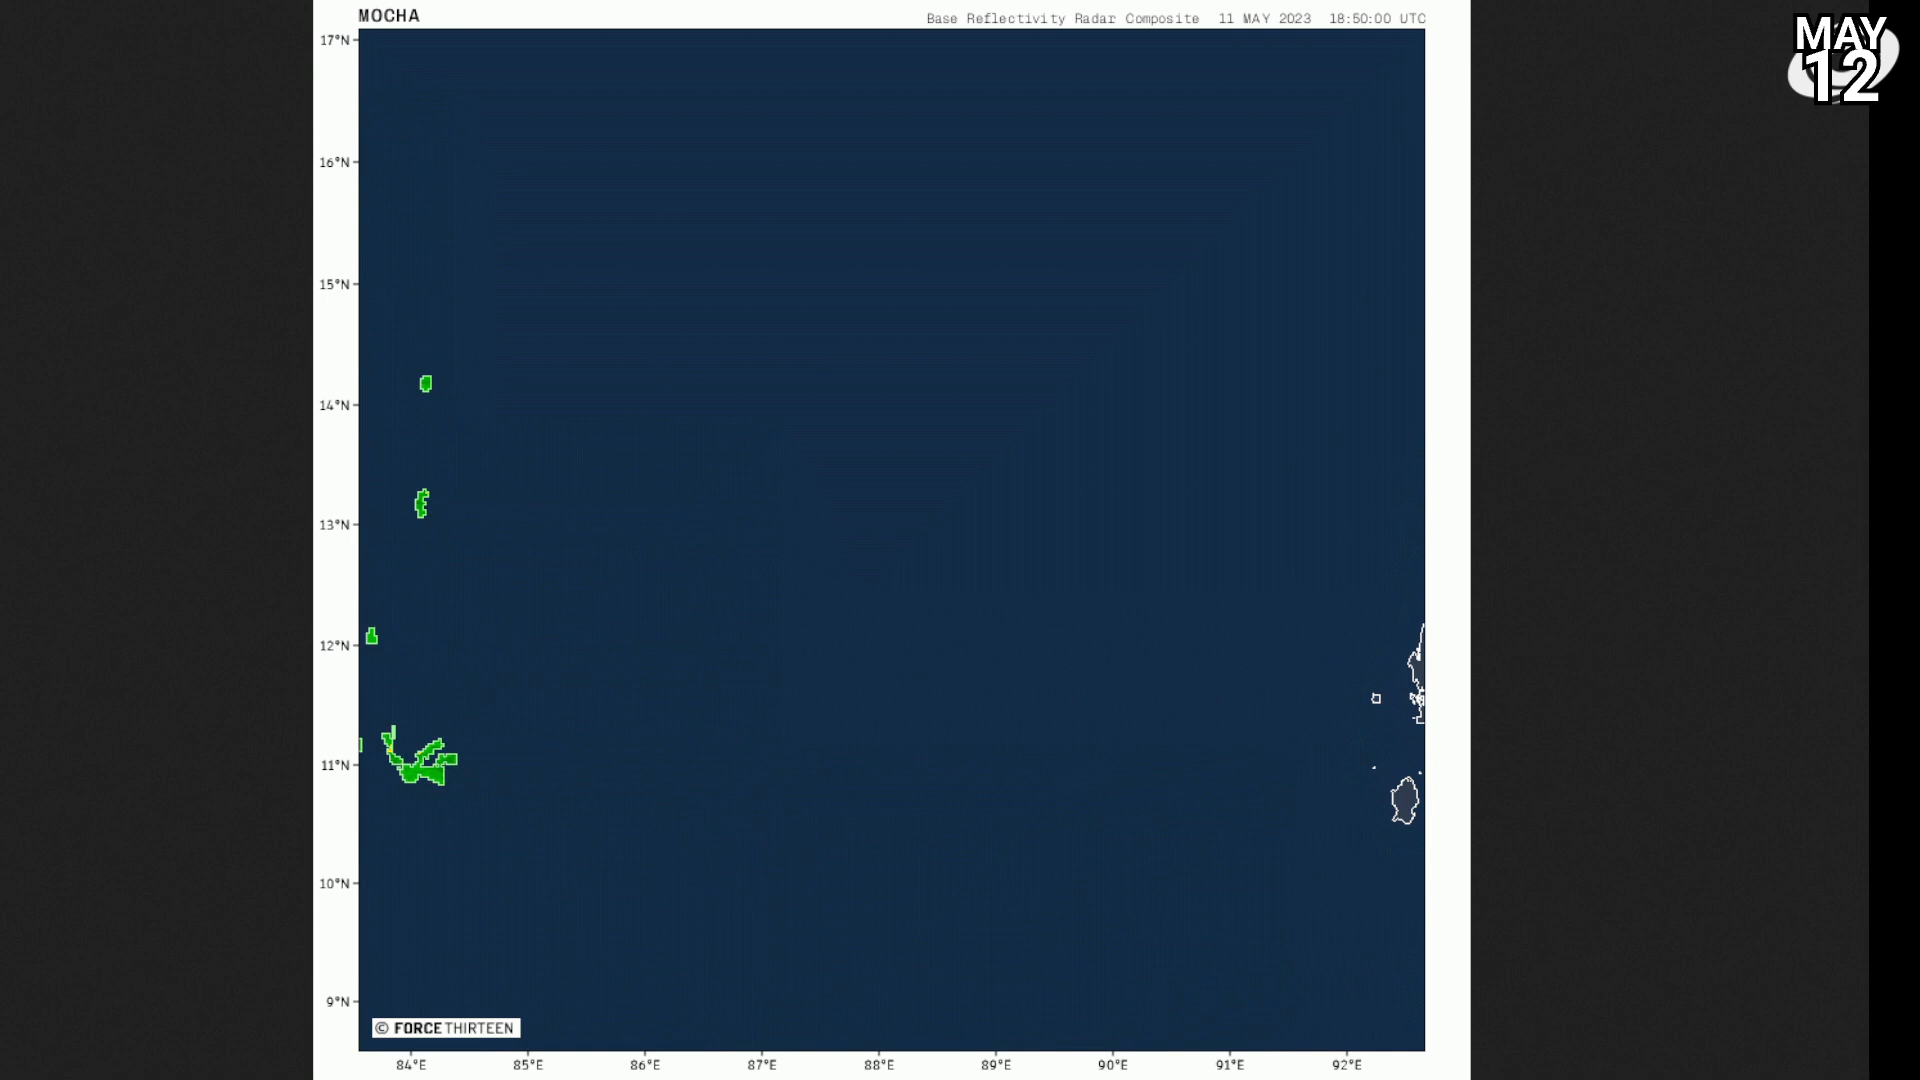 MOCHA
Base Reflectivity Radar Composite 11 MAY 2023 18:50:00 UTC
MAY
12
17°N
16°N
15°N
14°N
13°N
12°N
11°N
10°N
9°N
© FORCE THIRTEEN
84°E 85°E 86°E 87°E 88°E 89°E 90°E 91°E 92°E